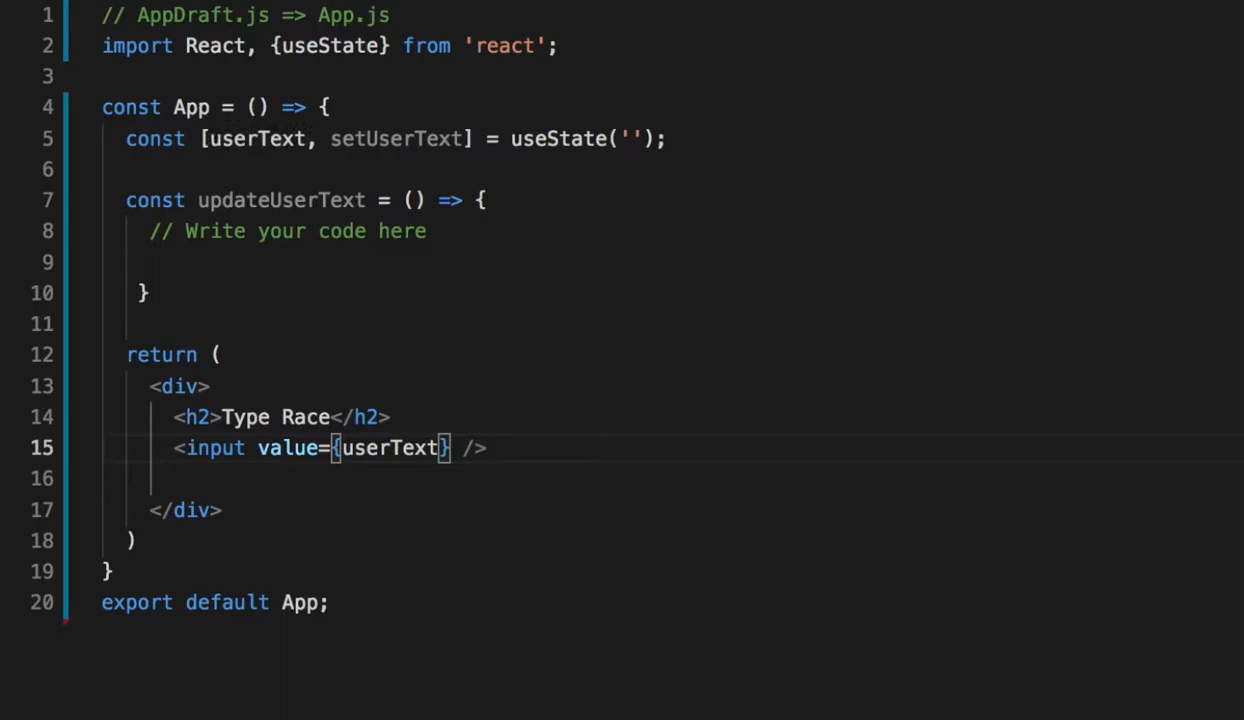 1 // AppDraft.js => App.js
2 import React, {useState} from 'react';
3
4 const App = () => {
5 const [userText, setUserText] = useState('');
6
7 const updateUserText = () => {
8 // Write your code here
9
10 }
11
12 return (
13 <div>
14 <h2>Type Race</h2>
15 <input value={userText} />
16
17 </div>
18 )
19 }
20 export default App;